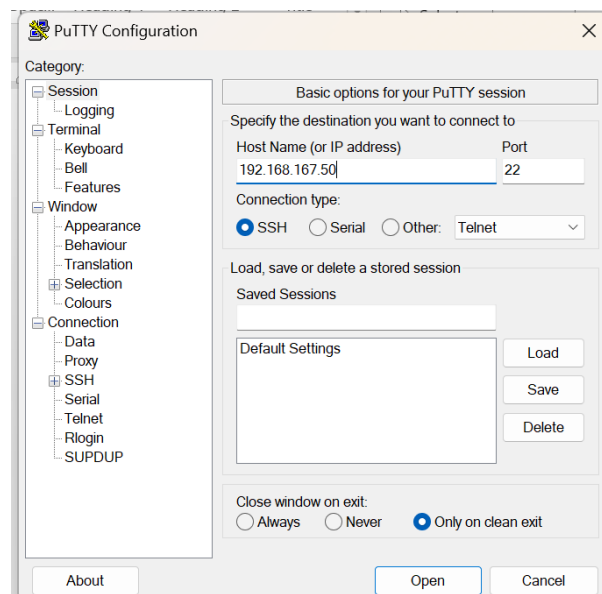 PuTTY Configuration
Category:
Session
Logging
Terminal
Keyboard
Bell
Features
Window
Appearance
Behaviour
Translation
Selection
Colours
Connection
Data
Proxy
SSH
Serial
Telnet
Rlogin
SUPDUP
Basic options for your PuTTY session
Specify the destination you want to connect to
Host Name (or IP address) Port
192.168.167.50 22
Connection type:
SSH Serial Other: Telnet
Load, save or delete a stored session
Saved Sessions
Default Settings
Load
Save
Delete
Close window on exit:
Always Never Only on clean exit
About Open Cancel